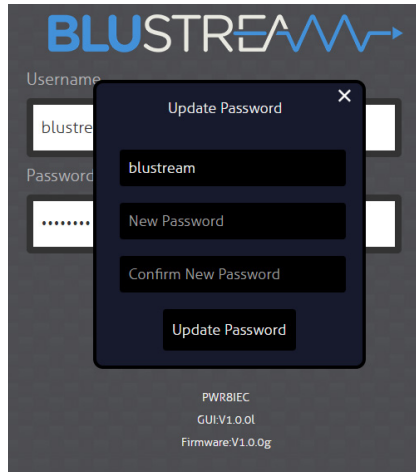 BLUSTREAM
Username
blustre
Update Password
×
blustream
Password
••••••••
New Password
Confirm New Password
Update Password
PWR8IEC
GUI:V1.0.0l
Firmware:V1.0.0g